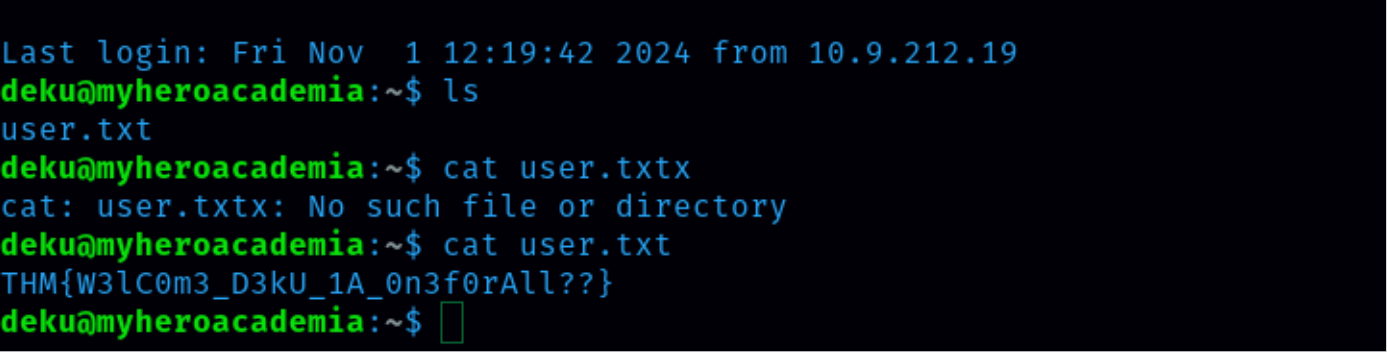 Last login: Fri Nov  1 12:19:42 2024 from 10.9.212.19
deku@myheroacademia:~$ ls
user.txt
deku@myheroacademia:~$ cat user.txtx
cat: user.txtx: No such file or directory
deku@myheroacademia:~$ cat user.txt
THM{W3lC0m3_D3kU_1A_0n3f0rAll??}
deku@myheroacademia:~$